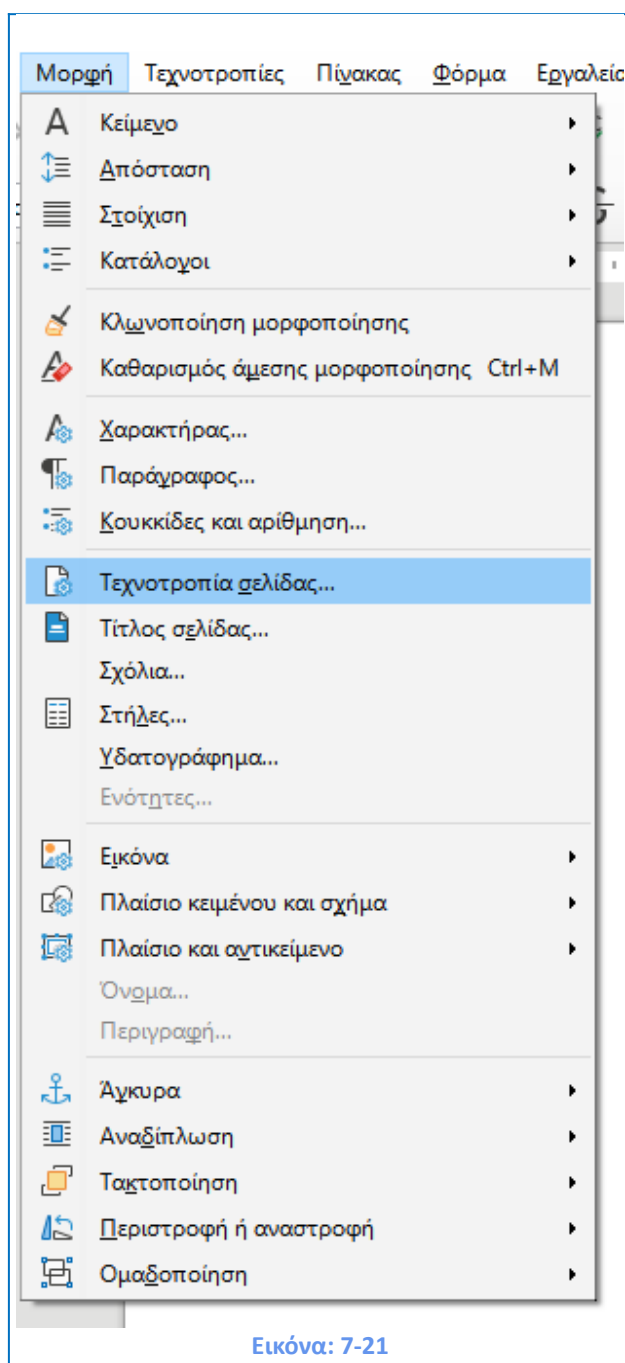 Μορφή Τεχνοτροπίες Πίνακας Φόρμα Εργαλεία
Κείμενο
Απόσταση
Στοίχιση
Κατάλογοι
Κλωνοποίηση μορφοποίησης
Καθαρισμός άμεσης μορφοποίησης Ctrl+M
Χαρακτήρας...
Παράγραφος...
Κουκκίδες και αρίθμηση...
Τεχνοτροπία σελίδας...
Τίτλος σελίδας...
Σχόλια...
Στήλες...
Υδατογράφημα...
Ενότητες...
Εικόνα
Πλαίσιο κειμένου και σχήμα
Πλαίσιο και αντικείμενο
Όνομα...
Περιγραφή...
Άγκυρα
Αναδίπλωση
Τακτοποίηση
Περιστροφή ή αναστροφή
Ομαδοποίηση
Εικόνα: 7-21